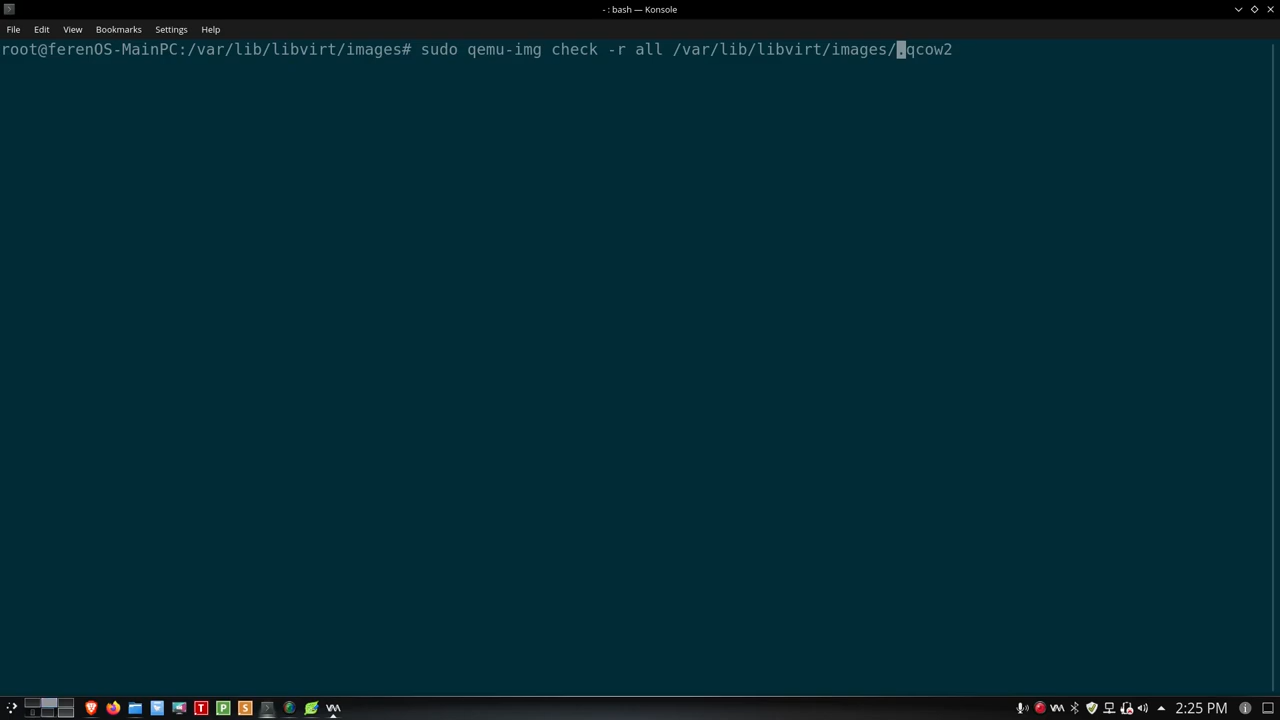 - : bash — Konsole
File Edit View Bookmarks Settings Help
root@ferenOS-MainPC:/var/lib/libvirt/images# sudo qemu-img check -r all /var/lib/libvirt/images/.qcow2
T P S 2:25 PM